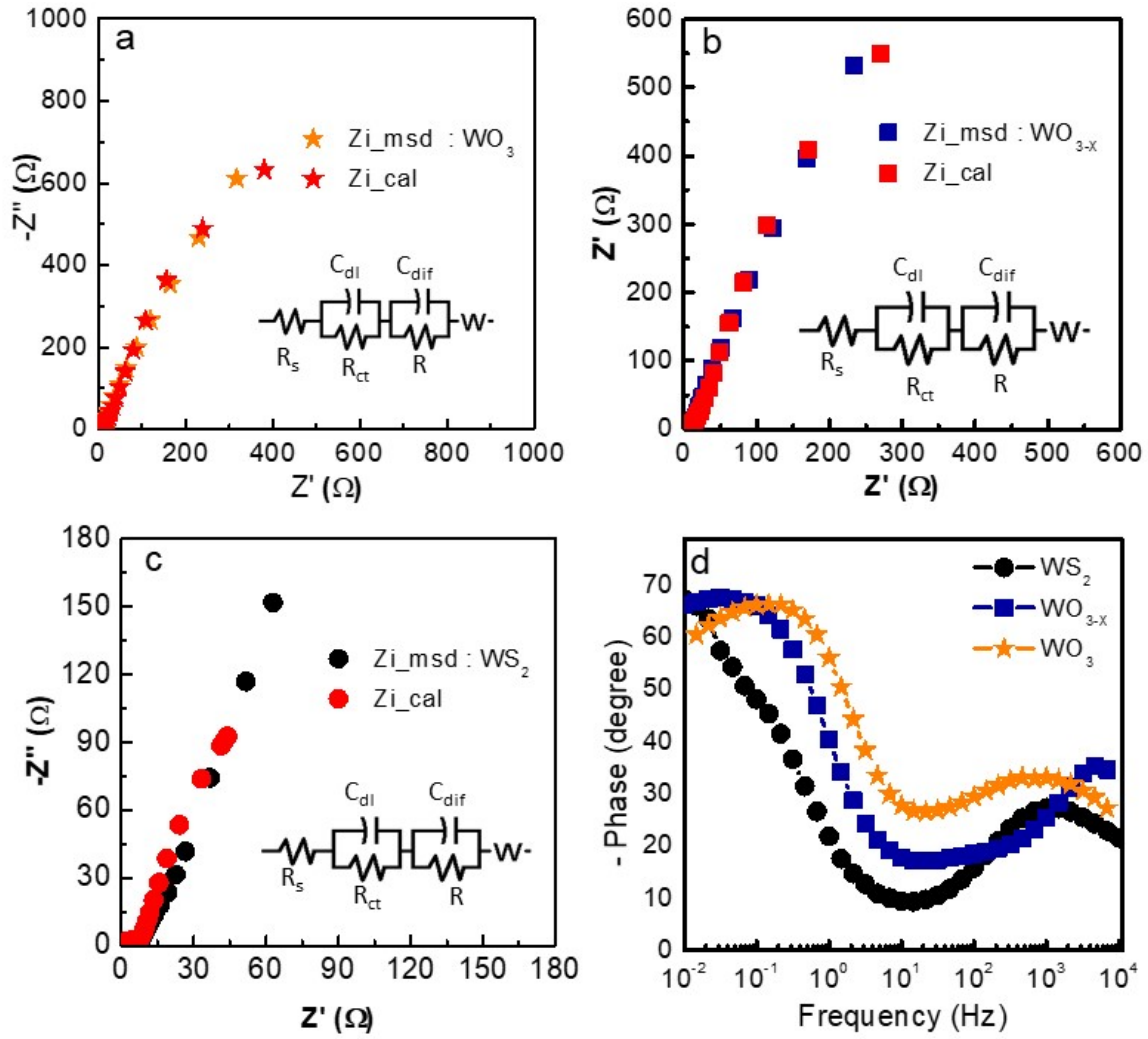 a
1000
800
600
400
200
0
-Z'' (Ω)
Zi_msd : WO3
Zi_cal
Cdl Cdif
Rs Rct R W
0 200 400 600 800 1000
Z' (Ω)
b
600
500
400
300
200
100
0
Z' (Ω)
Zi_msd : WO3-X
Zi_cal
Cdl Cdif
Rs Rct R W
0 100 200 300 400 500 600
Z' (Ω)
c
180
150
120
90
60
30
0
-Z'' (Ω)
Zi_msd : WS2
Zi_cal
Cdl Cdif
Rs Rct R W
0 30 60 90 120 150 180
Z' (Ω)
d
70
60
50
40
30
20
10
0
- Phase (degree)
WS2
WO3-X
WO3
10-2 10-1 100 101 102 103 104
Frequency (Hz)